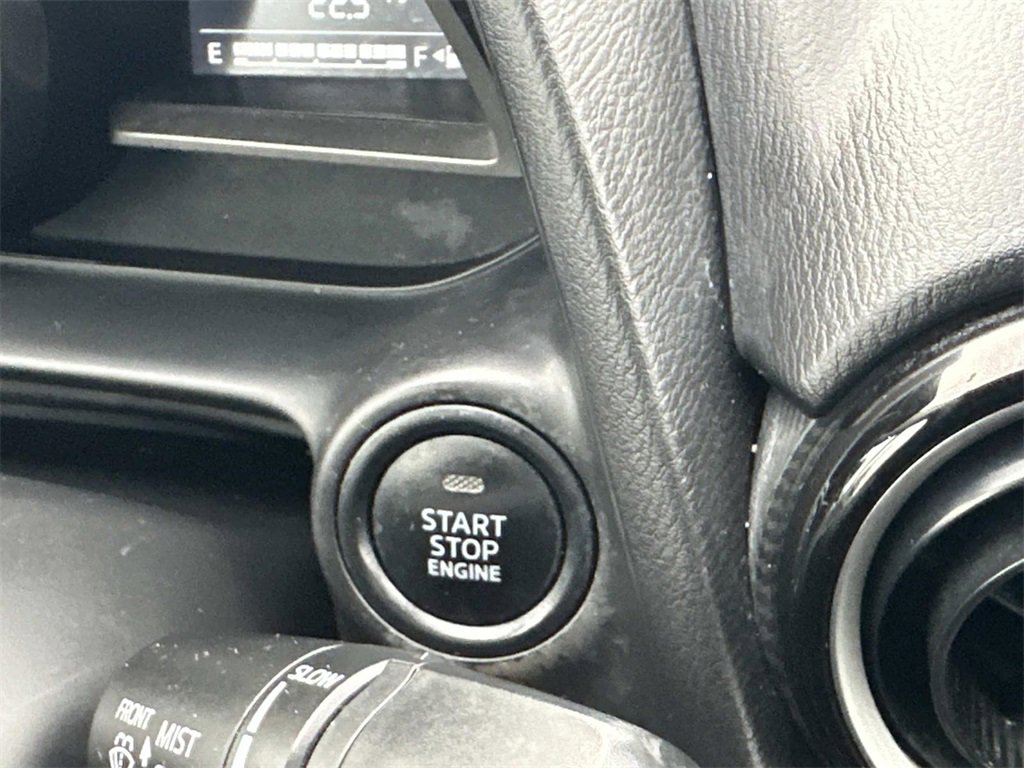 E F
START
STOP
ENGINE
SLOW
FRONT
MIST